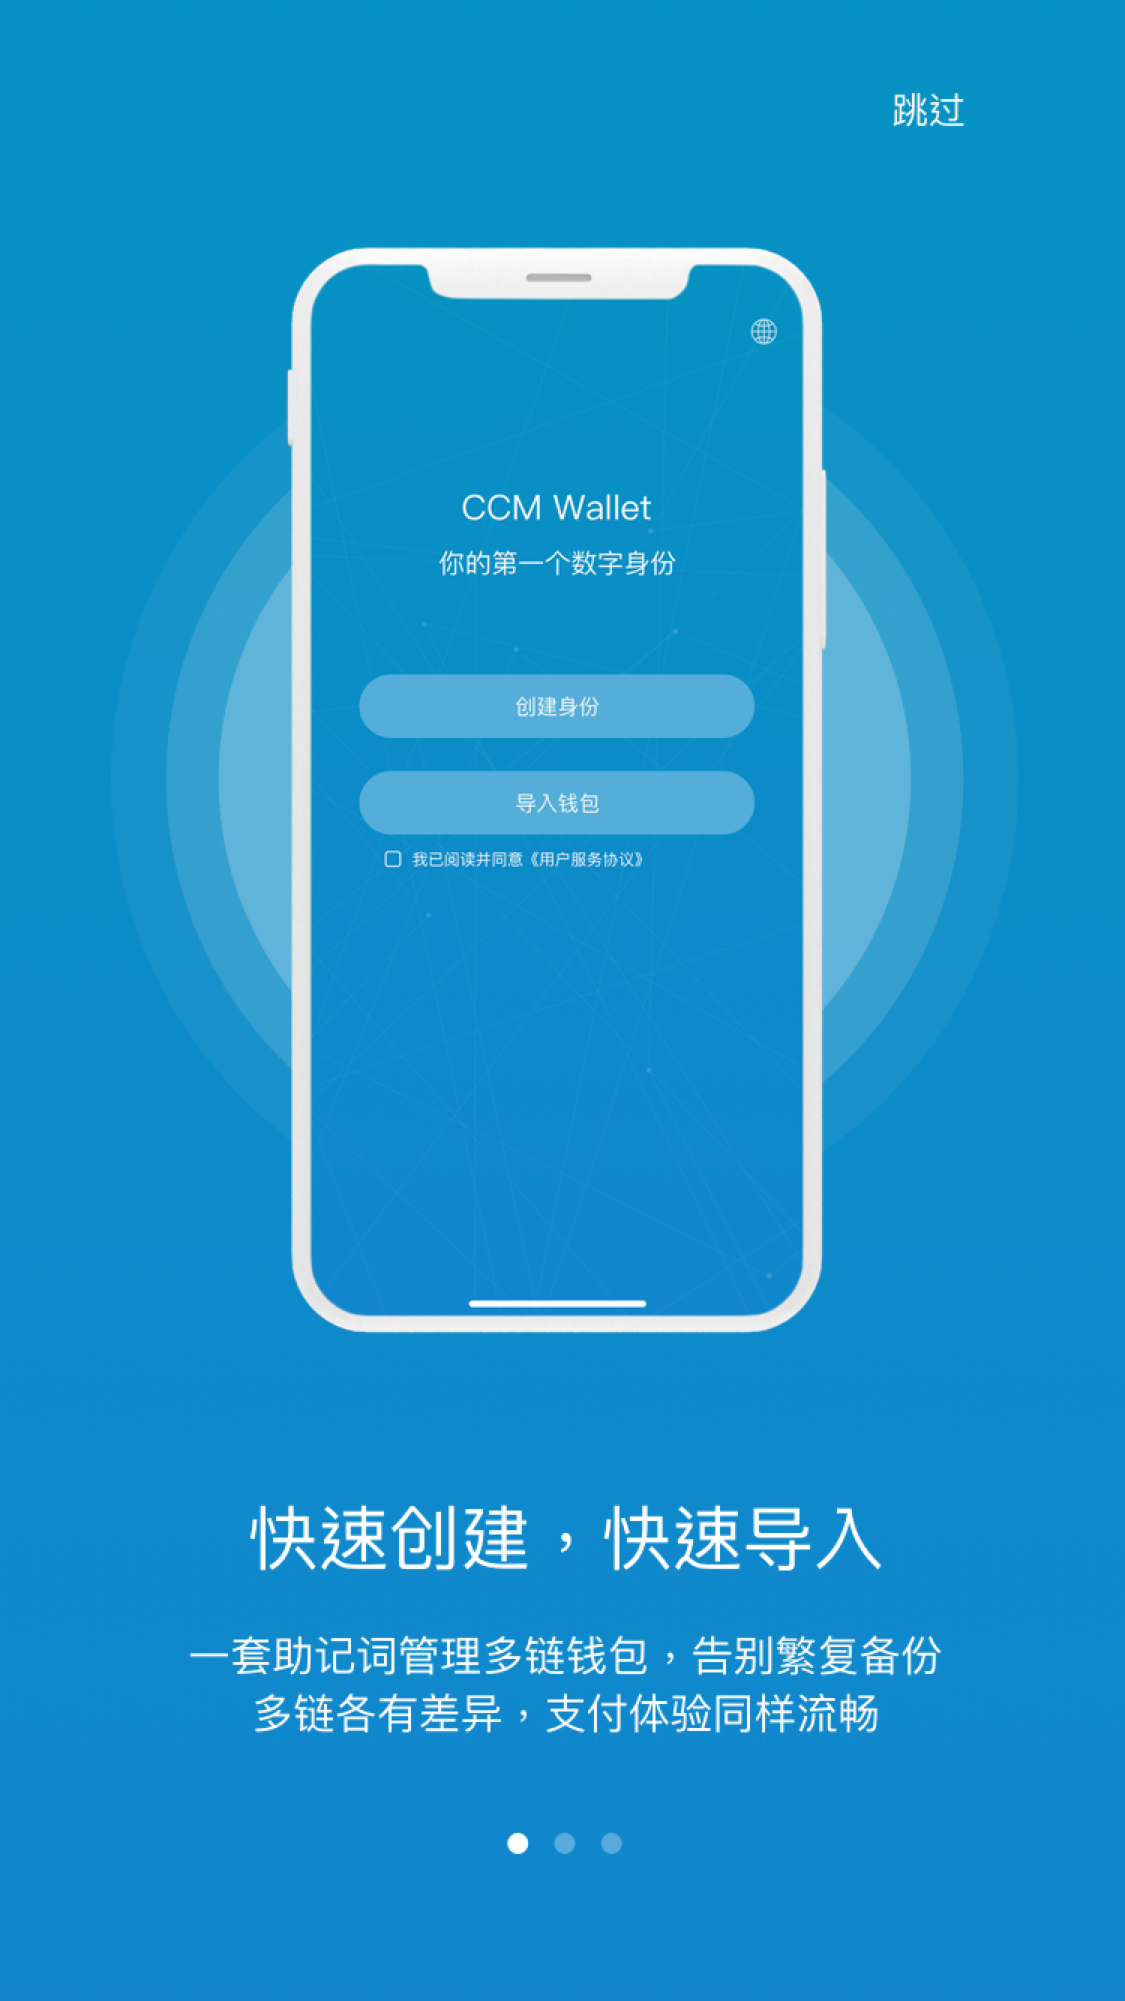 跳过
CCM Wallet
你的第一个数字身份
创建身份
导入钱包
我已阅读并同意《用户服务协议》
快速创建，快速导入
一套助记词管理多链钱包，告别繁复备份
多链各有差异，支付体验同样流畅